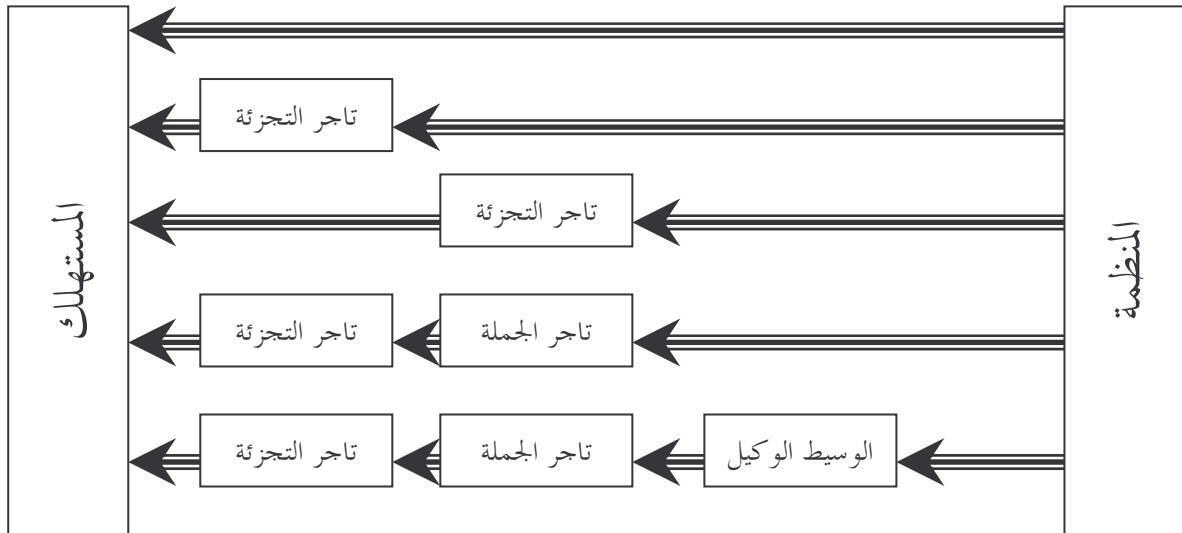 المنظمة
المستهلك
تاجر التجزئة
تاجر التجزئة
تاجر الجملة
تاجر التجزئة
الوسيط الوكيل
تاجر الجملة
تاجر التجزئة